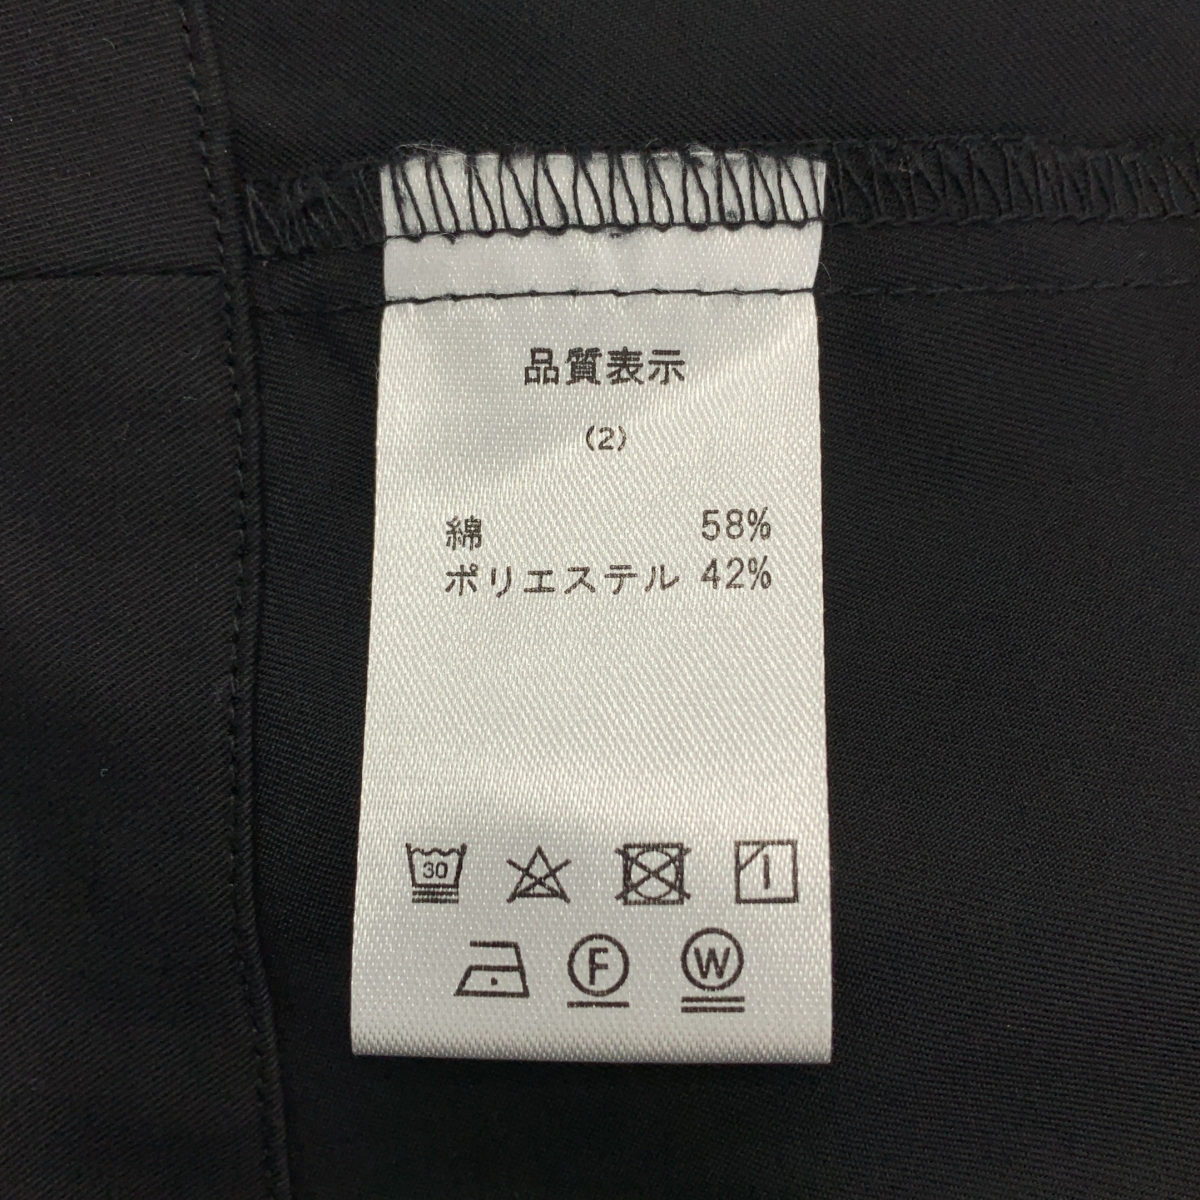 品質表示
(2)
綿 58%
ポリエステル 42%
30
F W